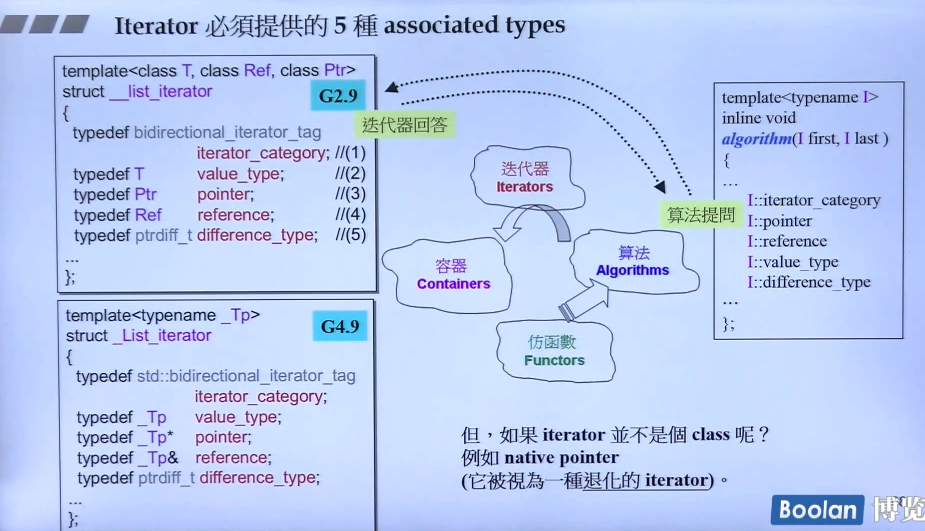 Iterator 必須提供的 5 種 associated types
template<class T, class Ref, class Ptr>
struct __list_iterator
G2.9
{
typedef bidirectional_iterator_tag
iterator_category; //(1)
typedef T value_type; //(2)
typedef Ptr pointer; //(3)
typedef Ref reference; //(4)
typedef ptrdiff_t difference_type; //(5)
...
};
template<typename _Tp>
struct _List_iterator
G4.9
{
typedef std::bidirectional_iterator_tag
iterator_category;
typedef _Tp value_type;
typedef _Tp* pointer;
typedef _Tp& reference;
typedef ptrdiff_t difference_type;
...
};
迭代器回答
迭代器
Iterators
容器
Containers
算法
Algorithms
仿函數
Functors
算法提問
template<typename I>
inline void
algorithm(I first, I last )
{
...
I::iterator_category
I::pointer
I::reference
I::value_type
I::difference_type
...
};
但，如果 iterator 並不是個 class 呢？
例如 native pointer
(它被視為一種退化的 iterator)。
Boolan 博览